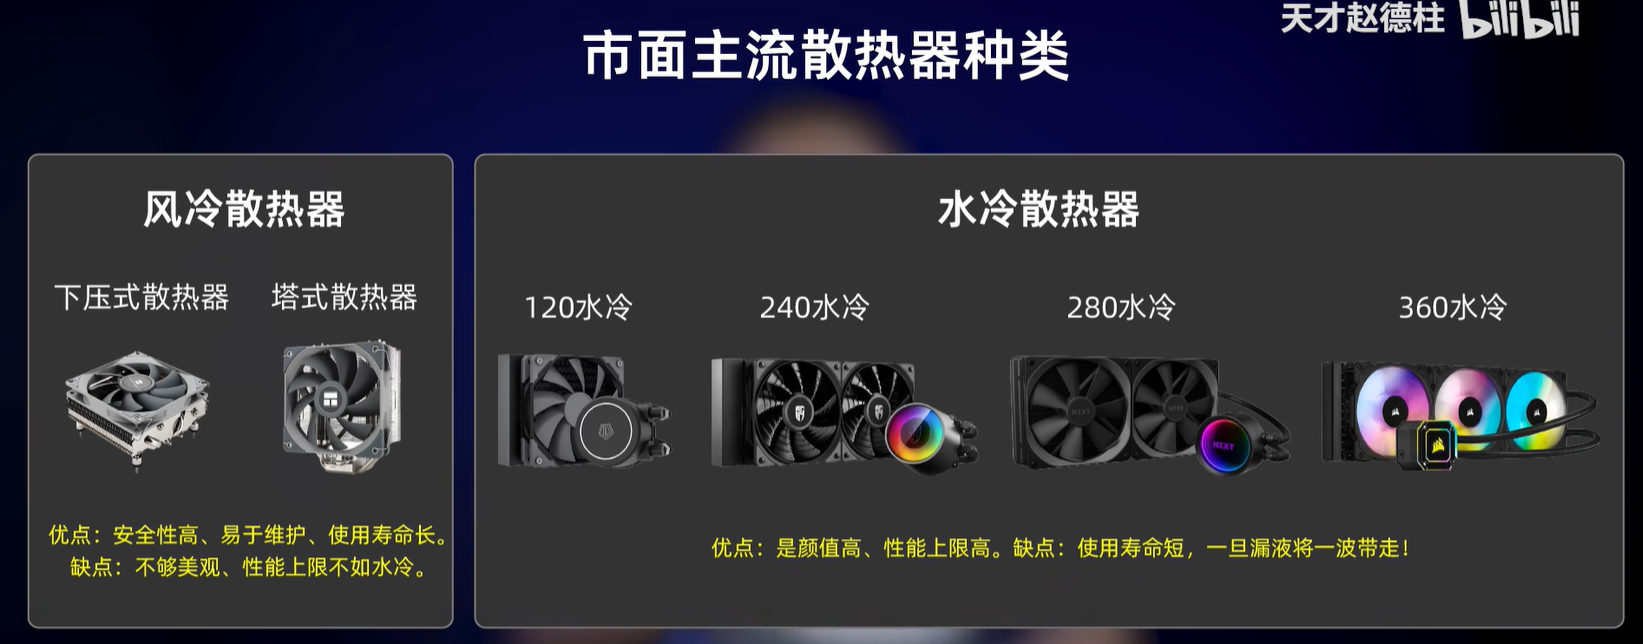 天才赵德柱 bilibili
市面主流散热器种类
风冷散热器
下压式散热器 塔式散热器
优点：安全性高、易于维护、使用寿命长。
缺点：不够美观、性能上限不如水冷。
水冷散热器
120水冷 240水冷 280水冷 360水冷
NZXT NZXT
NZXT
优点：是颜值高、性能上限高。缺点：使用寿命短，一旦漏液将一波带走！